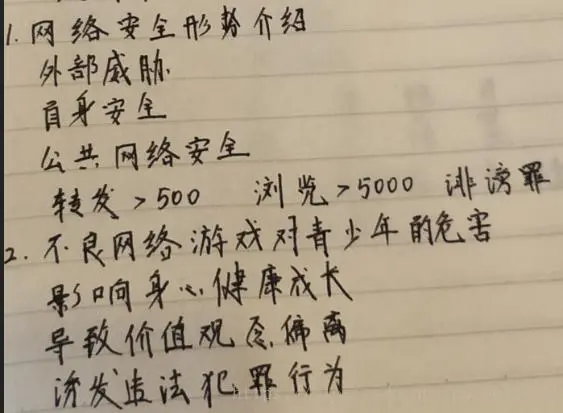 1. 网络安全形势介绍
外部威胁
自身安全
公共网络安全
转发>500 浏览>5000 诽谤罪
2. 不良网络游戏对青少年的危害
影响身心健康成长
导致价值观念偏离
诱发违法犯罪行为